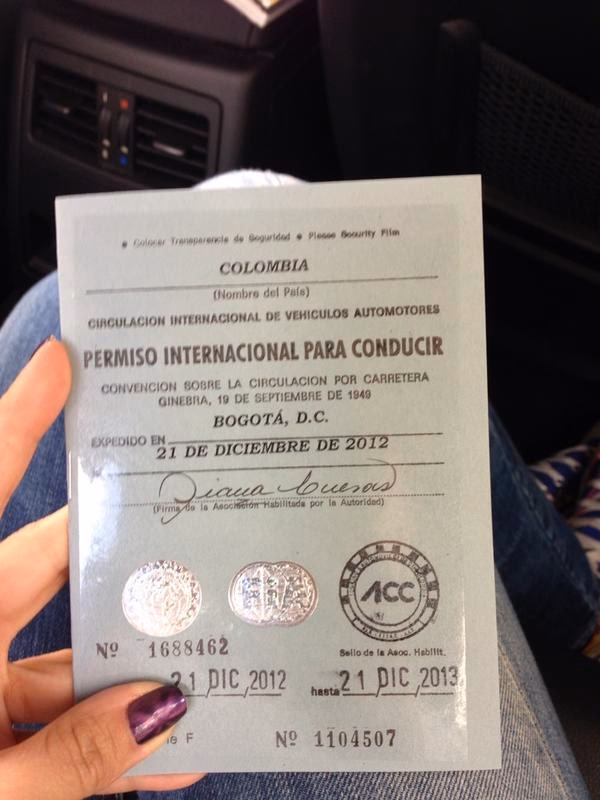 ● Colocar Transparencia de Seguridad ● Please Security Film
COLOMBIA
(Nombre del País)
CIRCULACION INTERNACIONAL DE VEHICULOS AUTOMOTORES
PERMISO INTERNACIONAL PARA CONDUCIR
CONVENCION SOBRE LA CIRCULACION POR CARRETERA
GINEBRA, 19 DE SEPTIEMBRE DE 1949
BOGOTÁ, D.C.
EXPEDIDO EN
21 DE DICIEMBRE DE 2012
Diana Cuesas
(Firma de la Asociación Habilitada por la Autoridad)
ACC
Nº 1688462
Sello de la Asoc. Habilit.
21 DIC 2012 hasta 21 DIC 2013
F Nº 1104507